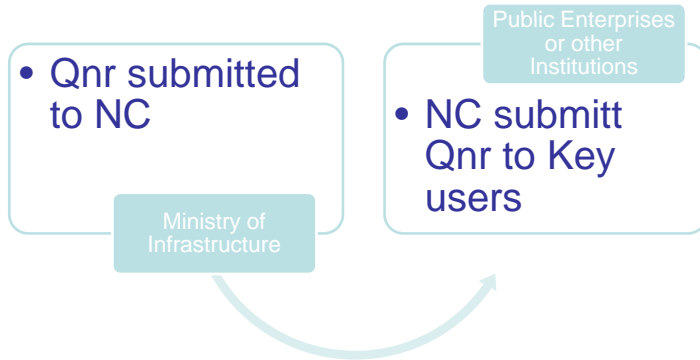 • Qnr submitted
to NC
Ministry of
Infrastructure
Public Enterprises
or other
Institutions
• NC submitt
Qnr to Key
users